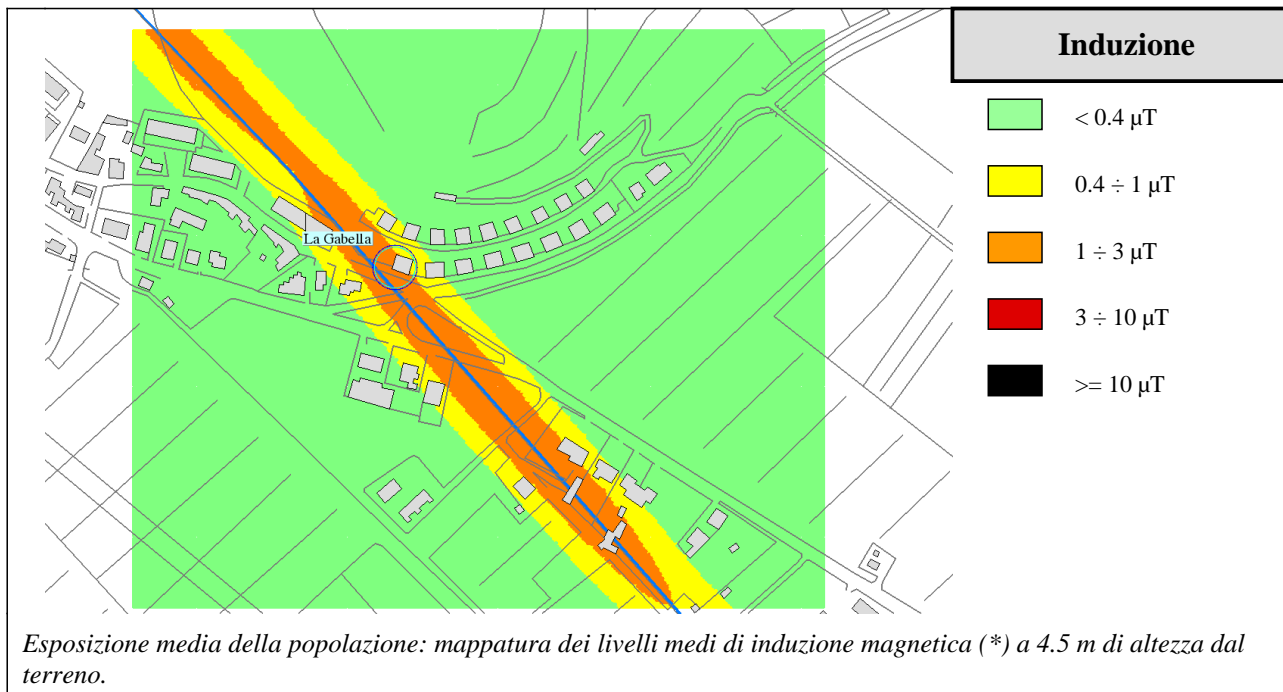 Induzione
< 0.4 µT
0.4 ÷ 1 µT
1 ÷ 3 µT
3 ÷ 10 µT
>= 10 µT
La Gabella
Esposizione media della popolazione: mappatura dei livelli medi di induzione magnetica (*) a 4.5 m di altezza dal
terreno.